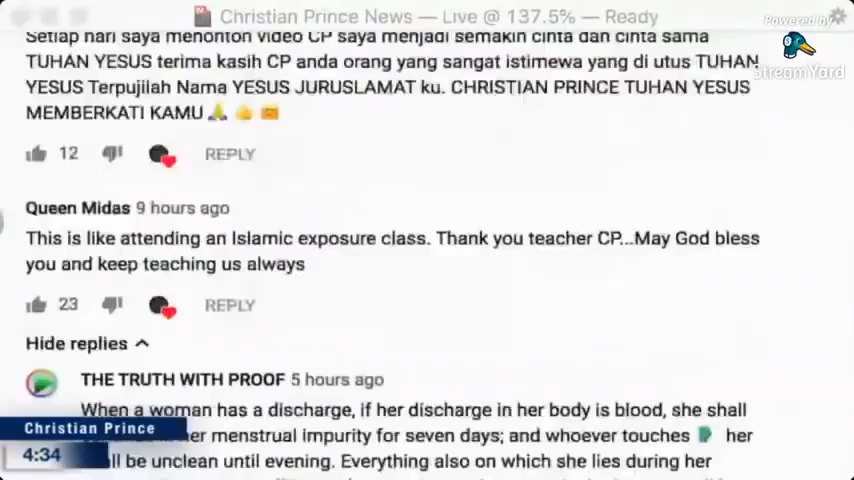 Christian Prince News — Live @ 137.5% — Ready
Powered by
StreamYard
Setiap hari saya menonton video CP saya menjadi semakin cinta dan cinta sama
TUHAN YESUS terima kasih CP anda orang yang sangat istimewa yang di utus TUHAN
YESUS Terpujilah Nama YESUS JURUSLAMAT ku. CHRISTIAN PRINCE TUHAN YESUS
MEMBERKATI KAMU
12 REPLY
Queen Midas 9 hours ago
This is like attending an Islamic exposure class. Thank you teacher CP...May God bless
you and keep teaching us always
23 REPLY
Hide replies
THE TRUTH WITH PROOF 5 hours ago
When a woman has a discharge, if her discharge in her body is blood, she shall
her menstrual impurity for seven days; and whoever touches her
be unclean until evening. Everything also on which she lies during her
Christian Prince
4:34